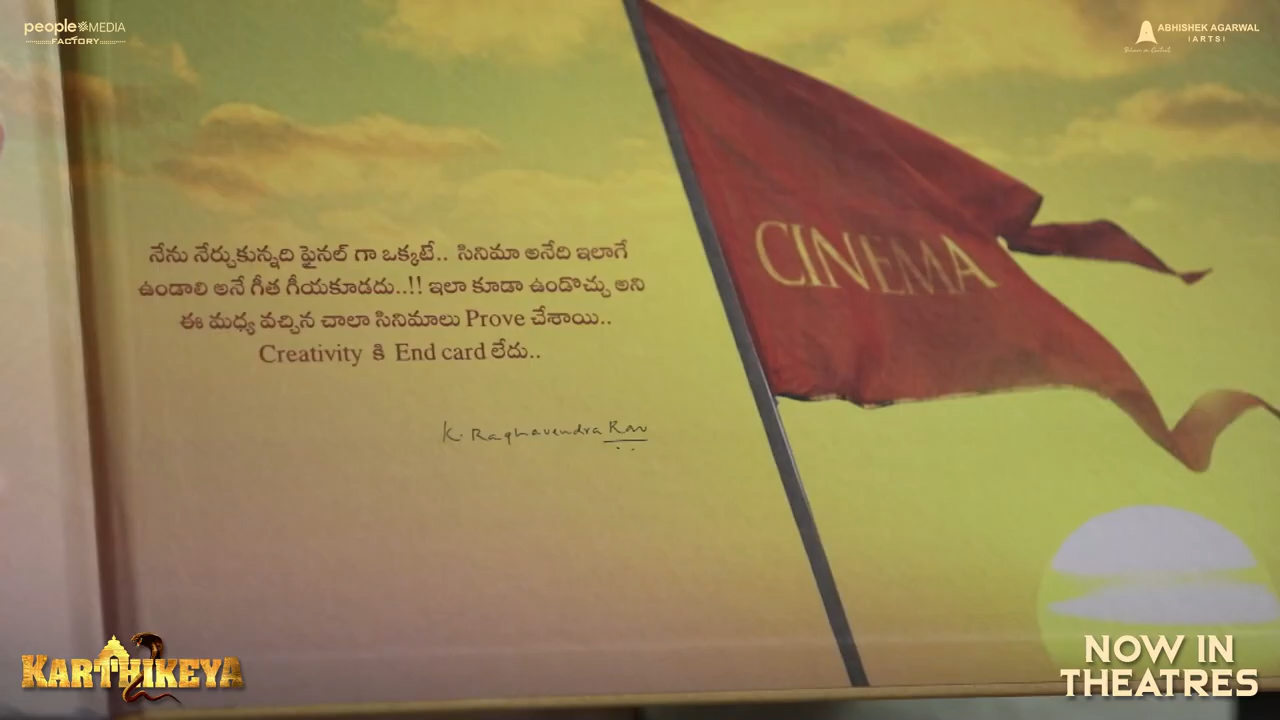 people MEDIA
FACTORY
ABHISHEK AGARWAL
ARTS
CINEMA
నేను నేర్చుకున్నది ఫైనల్ గా ఒక్కటే.. సినిమా అనేది ఇలాగే
ఉండాలి అనే గీత గీయకూడదు..!! ఇలా కూడా ఉండొచ్చు అని
ఈ మధ్య వచ్చిన చాలా సినిమాలు Prove చేశాయి..
Creativity కి End card లేదు..
K. Raghavendra Rao
KARTHIKEYA 2
NOW IN
THEATRES